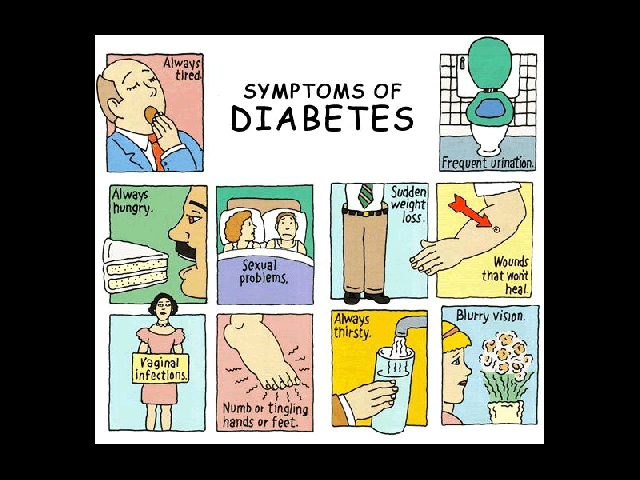 Always
tired.
SYMPTOMS OF
DIABETES
Frequent urination.
Always
hungry.
Sexual
problems.
Sudden
weight
loss.
Wounds
that won't
heal.
Vaginal
infections.
Numb or tingling
hands or feet.
Always
thirsty.
Blurry vision.